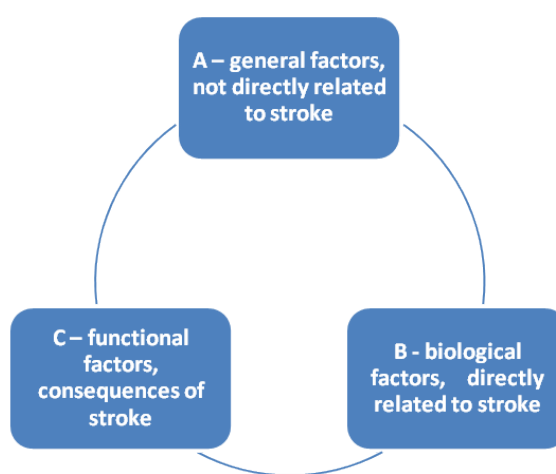 A – general factors,
not directly related
to stroke
C – functional
factors,
consequences of
stroke
B - biological
factors, directly
related to stroke